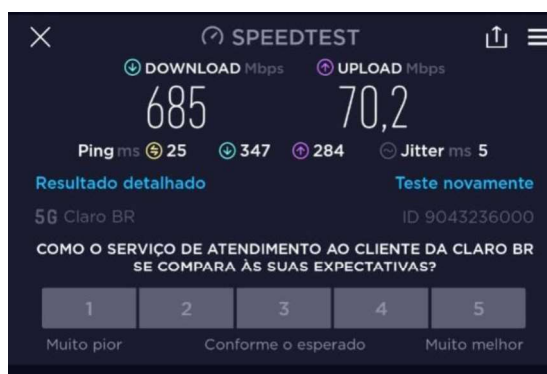 SPEEDTEST
DOWNLOAD Mbps UPLOAD Mbps
685 70,2
Ping ms 25 347 284 Jitter ms 5
Resultado detalhado Teste novamente
5G Claro BR ID 9043236000
COMO O SERVIÇO DE ATENDIMENTO AO CLIENTE DA CLARO BR
SE COMPARA ÀS SUAS EXPECTATIVAS?
1 2 3 4 5
Muito pior Conforme o esperado Muito melhor